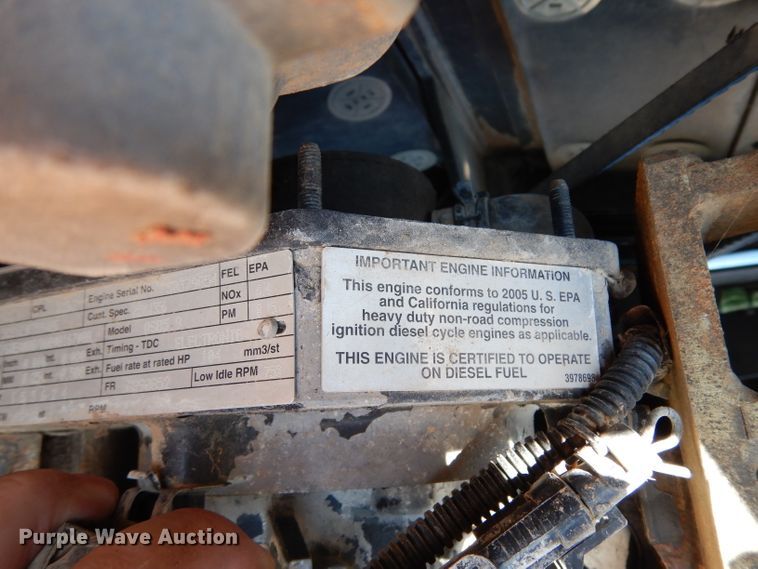 CPL Engine Serial No. FEL EPA
Cust. Spec. NOx
Model PM
Int. Exh. Timing - TDC
Int. Exh. Fuel rate at rated HP mm3/st
FR Low Idle RPM
RPM
IMPORTANT ENGINE INFORMATION
This engine conforms to 2005 U. S. EPA
and California regulations for
heavy duty non-road compression
ignition diesel cycle engines as applicable.
THIS ENGINE IS CERTIFIED TO OPERATE
ON DIESEL FUEL
Purple Wave Auction